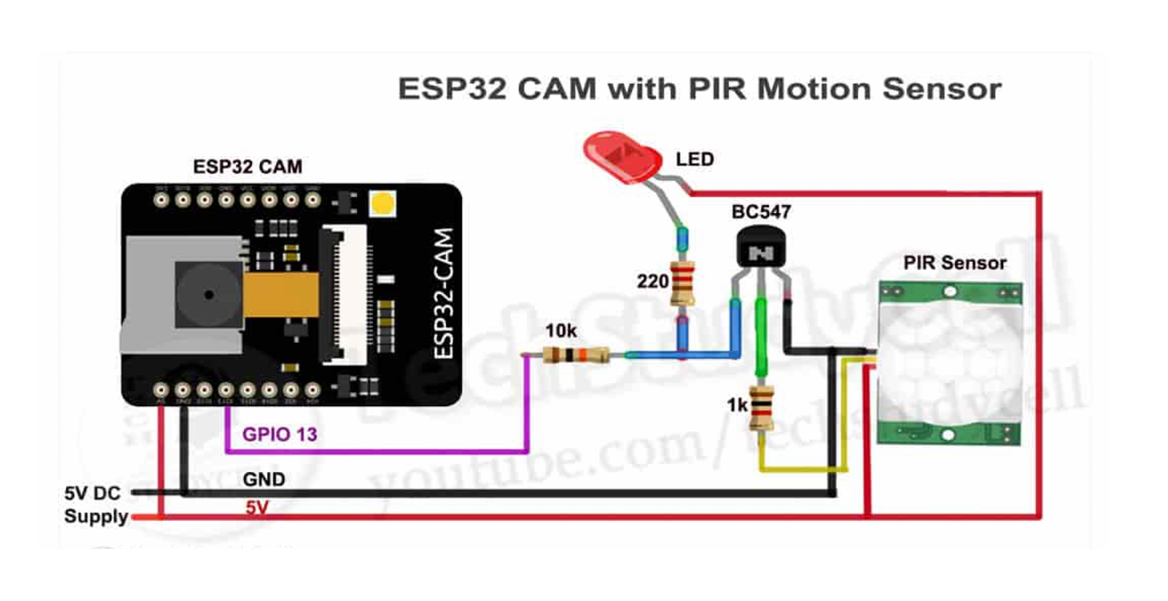 ESP32 CAM with PIR Motion Sensor
LED
ESP32 CAM
BC547
ESP32-CAM
PIR Sensor
220
10k
1k
GPIO 13
GND
5V DC
Supply
5V
TechStudyCell
youtube.com/techstudycell